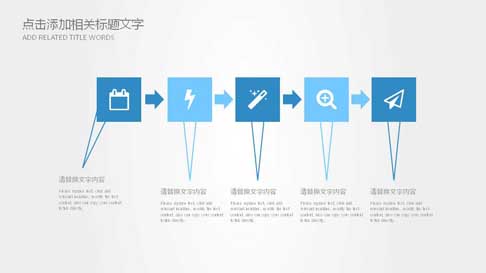 点击添加相关标题文字
ADD RELATED TITLE WORDS
请替换文字内容
Please replace text, click add
relevant headline, modify the text
content, also can copy your content
to this directly.
请替换文字内容
Please replace text, click add
relevant headline, modify the text
content, also can copy your content
to this directly.
请替换文字内容
Please replace text, click add
relevant headline, modify the text
content, also can copy your content
to this directly.
请替换文字内容
Please replace text, click add
relevant headline, modify the text
content, also can copy your content
to this directly.
请替换文字内容
Please replace text, click add
relevant headline, modify the text
content, also can copy your content
to this directly.